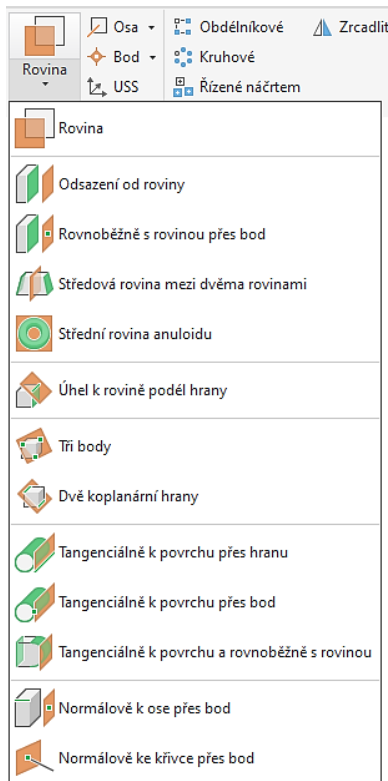 Rovina
Osa
Bod
USS
Obdélníkové
Kruhové
Řízené náčrtem
Zrcadlit
Rovina
Odsazení od roviny
Rovnoběžně s rovinou přes bod
Středová rovina mezi dvěma rovinami
Střední rovina anuloidu
Úhel k rovině podél hrany
Tři body
Dvě koplanární hrany
Tangenciálně k povrchu přes hranu
Tangenciálně k povrchu přes bod
Tangenciálně k povrchu a rovnoběžně s rovinou
Normálově k ose přes bod
Normálově ke křivce přes bod